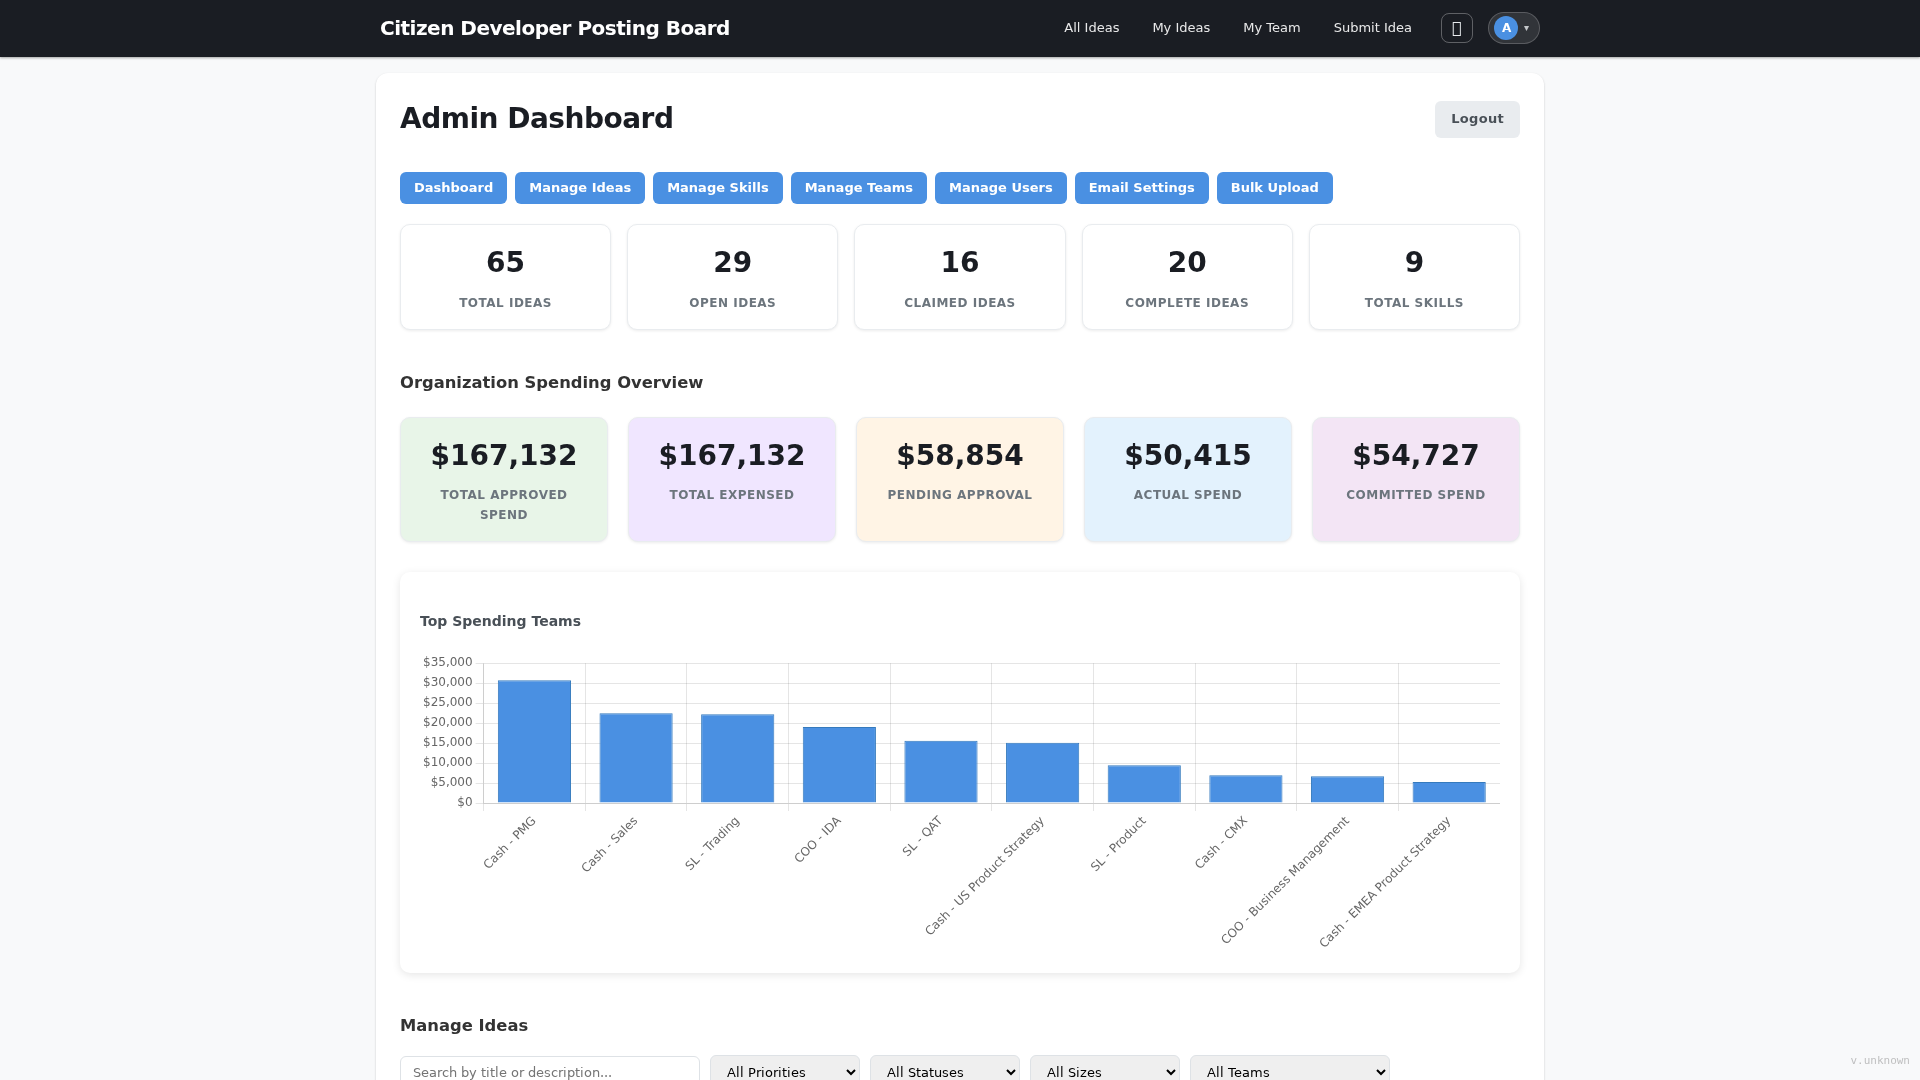 Citizen Developer Posting Board
All Ideas
My Ideas
My Team
Submit Idea
A
Admin Dashboard
Logout
Dashboard
Manage Ideas
Manage Skills
Manage Teams
Manage Users
Email Settings
Bulk Upload
65
TOTAL IDEAS
29
OPEN IDEAS
16
CLAIMED IDEAS
20
COMPLETE IDEAS
9
TOTAL SKILLS
Organization Spending Overview
$167,132
TOTAL APPROVED
SPEND
$167,132
TOTAL EXPENSED
$58,854
PENDING APPROVAL
$50,415
ACTUAL SPEND
$54,727
COMMITTED SPEND
Top Spending Teams
$35,000
$30,000
$25,000
$20,000
$15,000
$10,000
$5,000
$0
Cash - PMG
Cash - Sales
SL - Trading
COO - IDA
SL - QAT
Cash - US Product Strategy
SL - Product
Cash - CMX
COO - Business Management
Cash - EMEA Product Strategy
Manage Ideas
Search by title or description...
All Priorities
All Statuses
All Sizes
All Teams
v.unknown